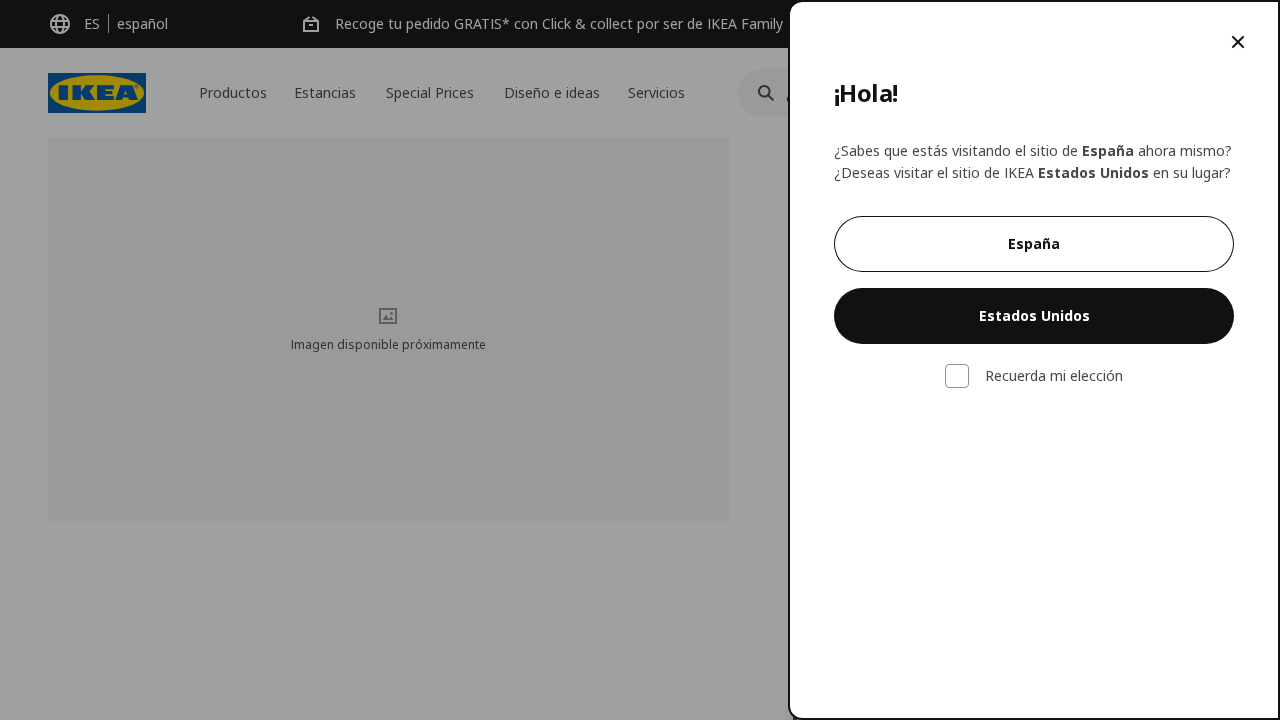 ES español
Recoge tu pedido GRATIS* con Click & collect por ser de IKEA Family
IKEA
Productos Estancias Special Prices Diseño e ideas Servicios
Imagen disponible próximamente
¡Hola!
¿Sabes que estás visitando el sitio de España ahora mismo?
¿Deseas visitar el sitio de IKEA Estados Unidos en su lugar?
España
Estados Unidos
Recuerda mi elección